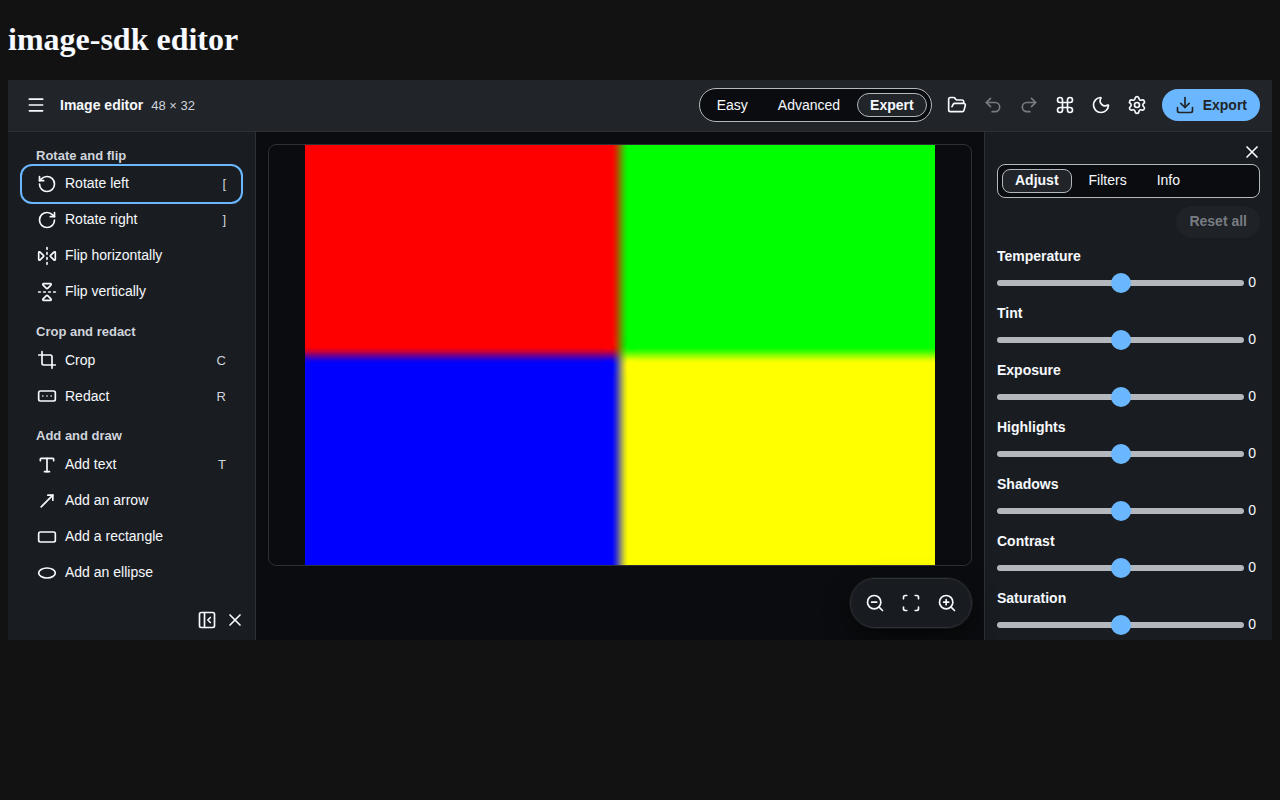 image-sdk editor
Image editor 48 × 32 Easy Advanced Expert Export
Rotate and flip
Rotate left [
Rotate right ]
Flip horizontally
Flip vertically
Crop and redact
Crop C
Redact R
Add and draw
Add text T
Add an arrow
Add a rectangle
Add an ellipse
Adjust Filters Info
Reset all
Temperature
0
Tint
0
Exposure
0
Highlights
0
Shadows
0
Contrast
0
Saturation
0